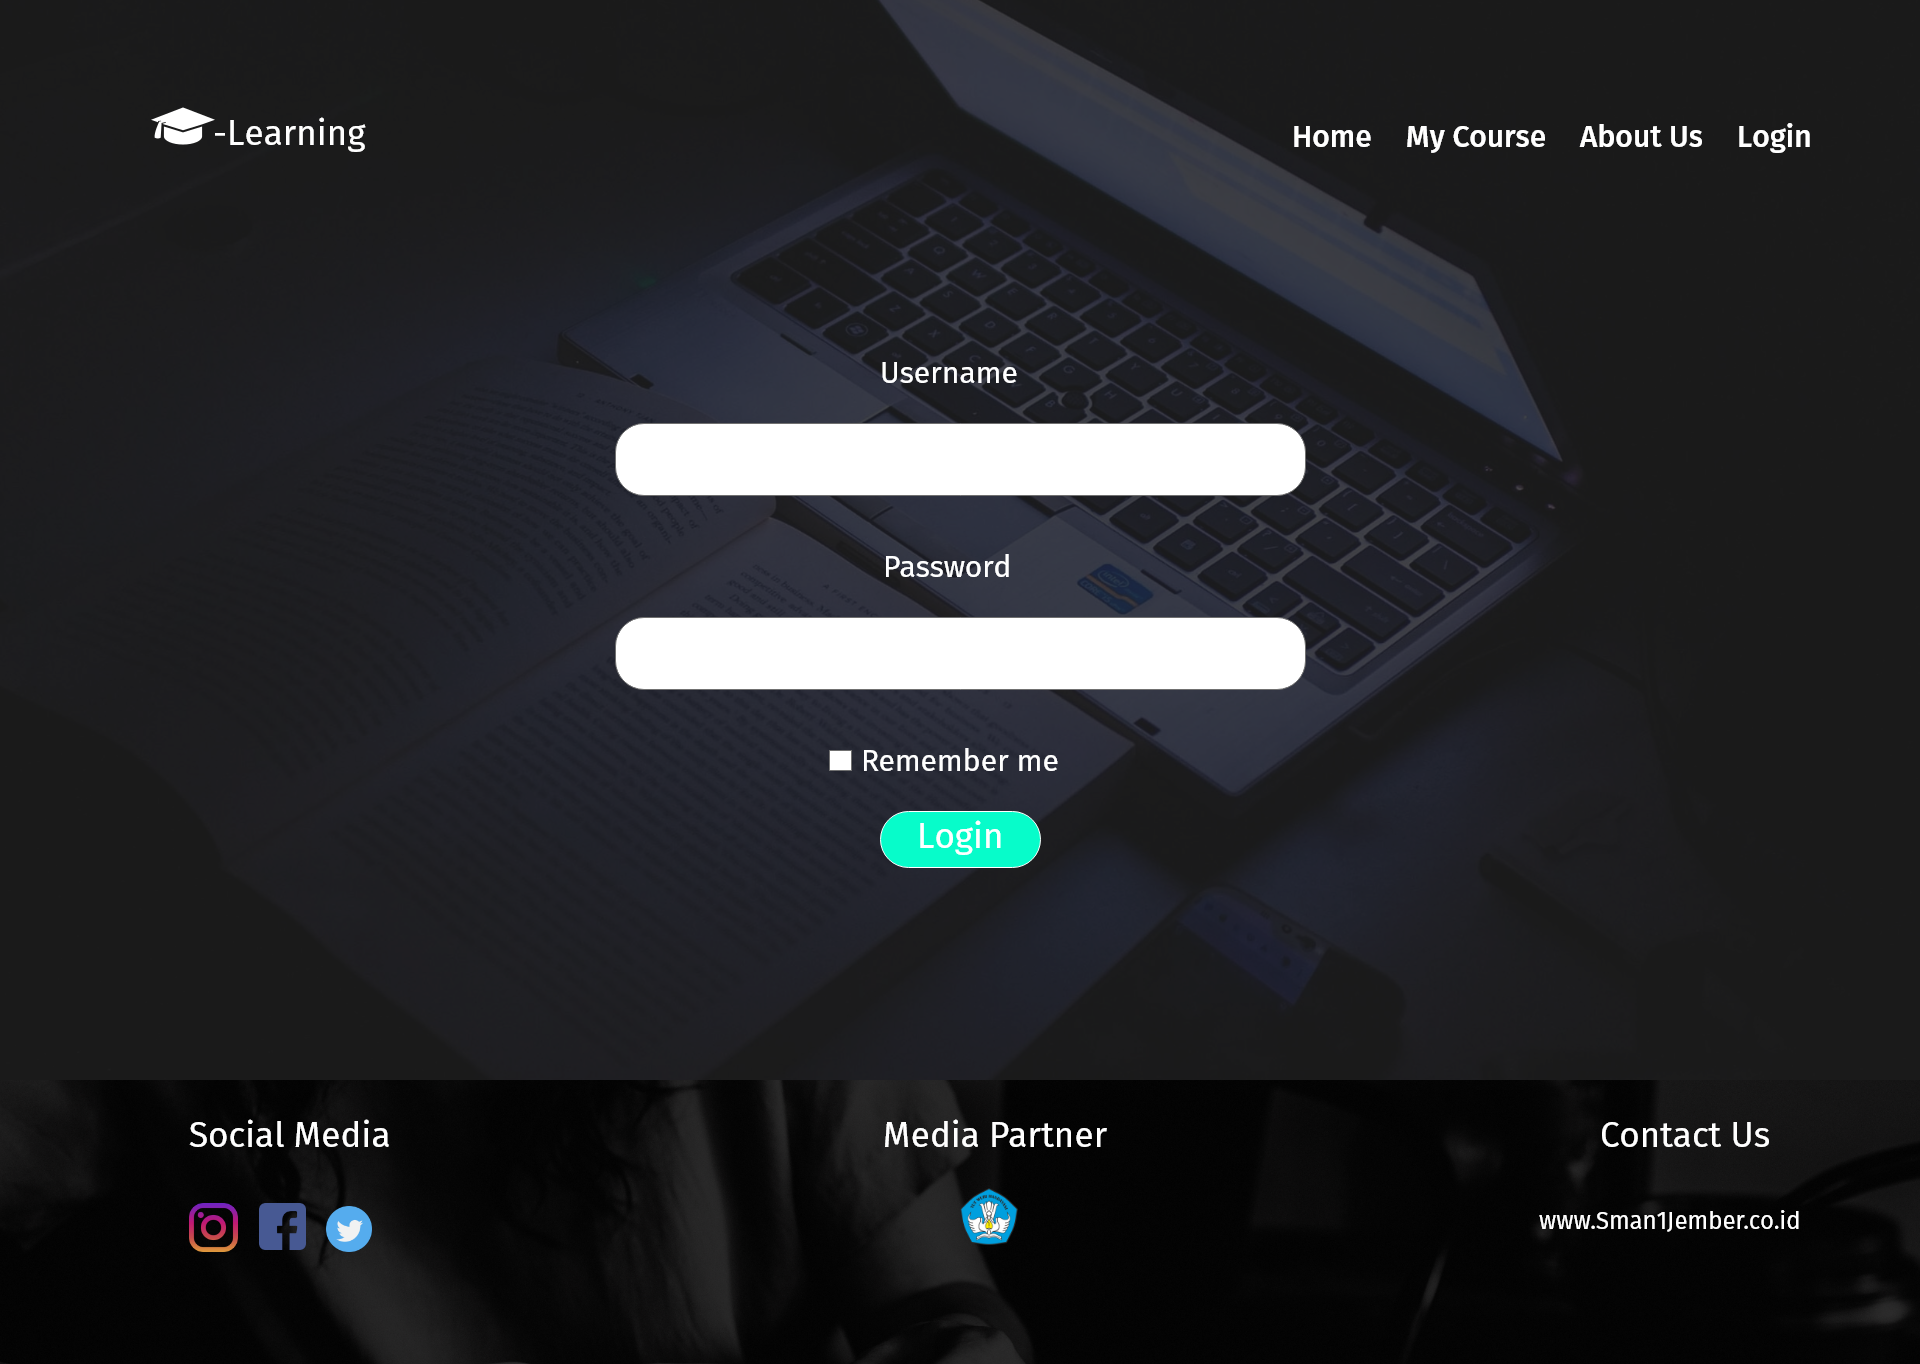 -Learning
Home My Course About Us Login
Username
Password
Remember me
Login
Social Media Media Partner Contact Us
www.Sman1Jember.co.id